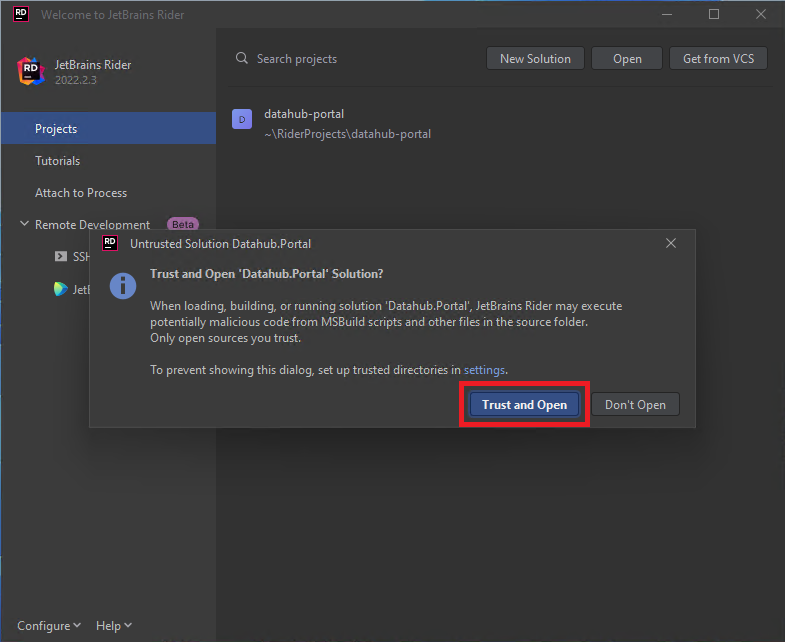 RD Welcome to JetBrains Rider
RD JetBrains Rider
2022.2.3
Search projects
New Solution
Open
Get from VCS
Projects
Tutorials
Attach to Process
Remote Development Beta
SSH
JetB
D datahub-portal
~\RiderProjects\datahub-portal
RD Untrusted Solution Datahub.Portal
Trust and Open 'Datahub.Portal' Solution?
When loading, building, or running solution 'Datahub.Portal', JetBrains Rider may execute
potentially malicious code from MSBuild scripts and other files in the source folder.
Only open sources you trust.
To prevent showing this dialog, set up trusted directories in settings.
Trust and Open
Don't Open
Configure
Help